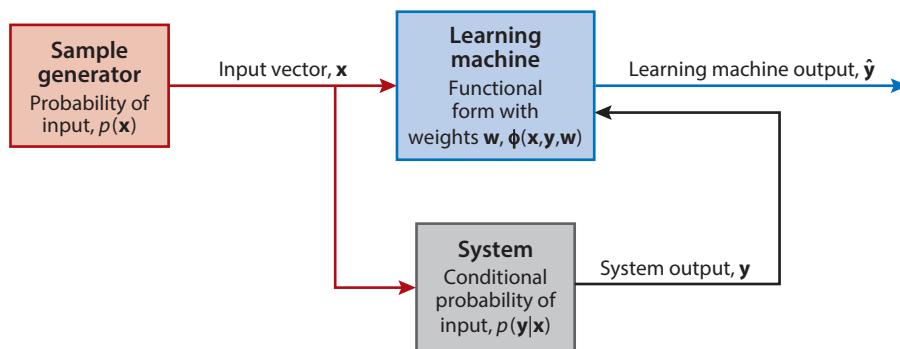 Sample
generator
Probability of
input, p(x)
Input vector, x
Learning
machine
Functional
form with
weights w, ϕ(x,y,w)
Learning machine output, ŷ
System
Conditional
probability of
input, p(y|x)
System output, y